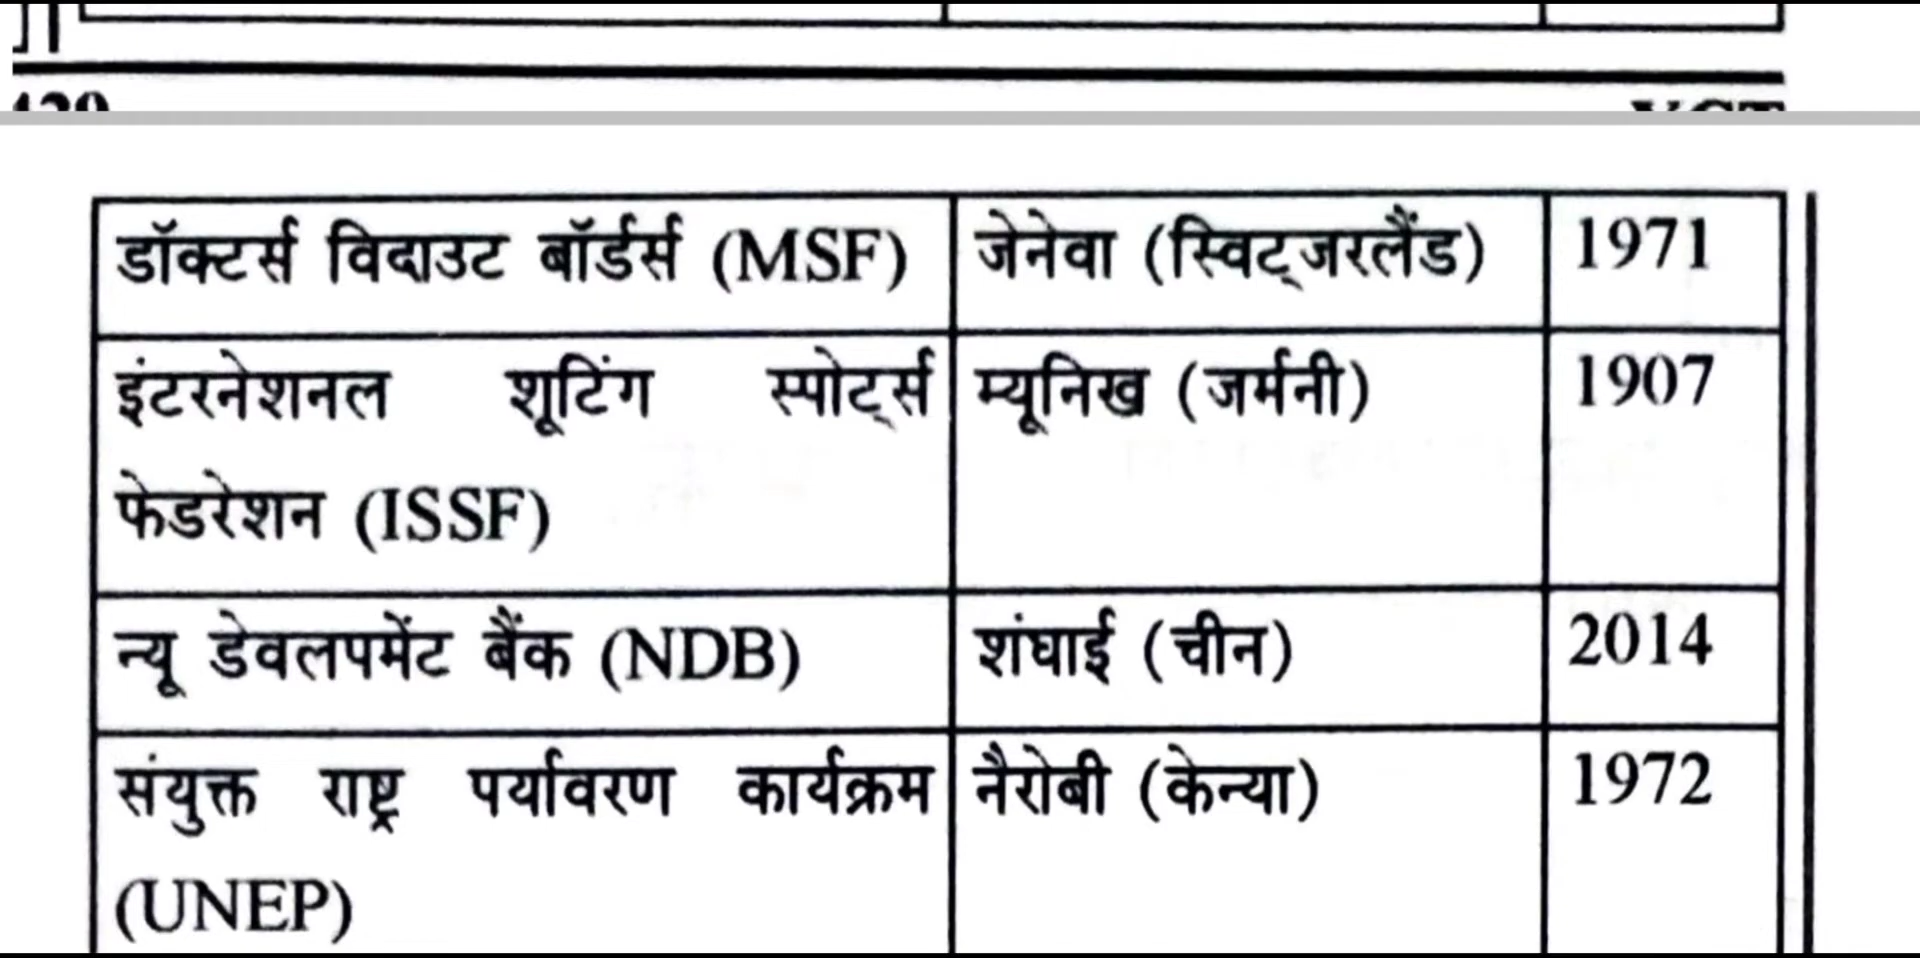 डॉक्टर्स विदाउट बॉर्डर्स (MSF) जेनेवा (स्विट्जरलैंड) 1971
इंटरनेशनल शूटिंग स्पोर्ट्स म्यूनिख (जर्मनी) 1907
फेडरेशन (ISSF)
न्यू डेवलपमेंट बैंक (NDB) शंघाई (चीन) 2014
संयुक्त राष्ट्र पर्यावरण कार्यक्रम नैरोबी (केन्या) 1972
(UNEP)